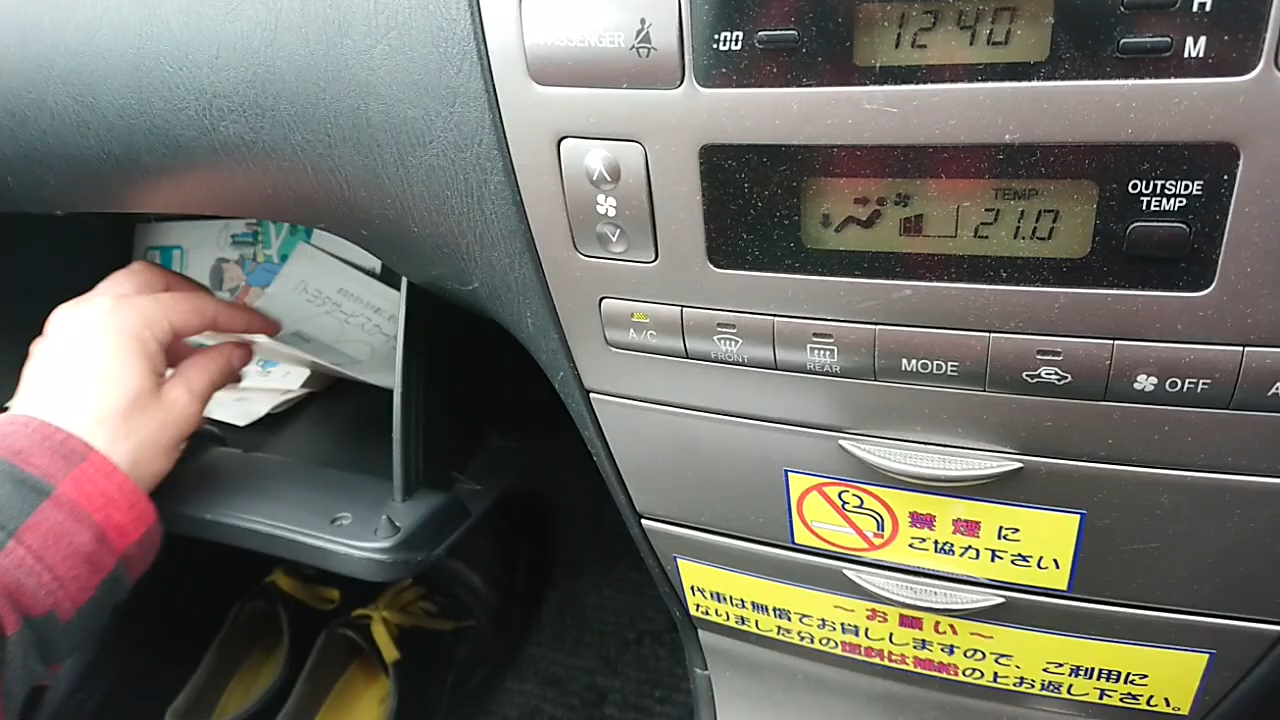 PASSENGER
:00
12:40
H
M
TEMP
21.0
OUTSIDE
TEMP
A/C
FRONT
REAR
MODE
OFF
A
トヨタサービスカー
禁煙に
ご協力下さい
～お願い～
代車は無償でお貸ししますので、ご利用に
なりました分の燃料は補給の上お返し下さい。